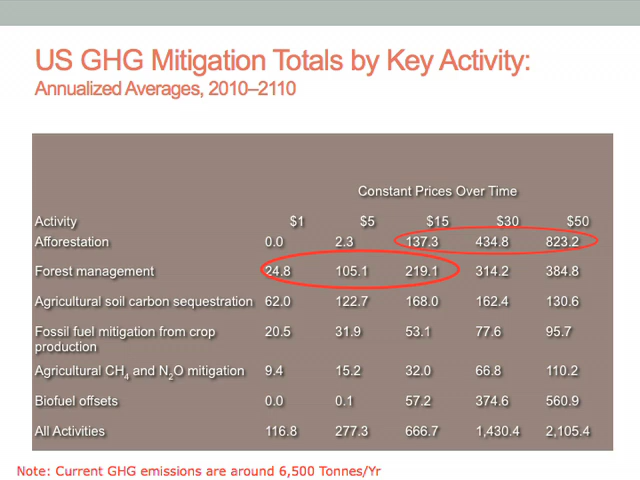 US GHG Mitigation Totals by Key Activity:
Annualized Averages, 2010–2110
Constant Prices Over Time
Activity $1 $5 $15 $30 $50
Afforestation 0.0 2.3 137.3 434.8 823.2
Forest management 24.8 105.1 219.1 314.2 384.8
Agricultural soil carbon sequestration 62.0 122.7 168.0 162.4 130.6
Fossil fuel mitigation from crop 20.5 31.9 53.1 77.6 95.7
production
Agricultural CH4 and N2O mitigation 9.4 15.2 32.0 66.8 110.2
Biofuel offsets 0.0 0.1 57.2 374.6 560.9
All Activities 116.8 277.3 666.7 1,430.4 2,105.4
Note: Current GHG emissions are around 6,500 Tonnes/Yr